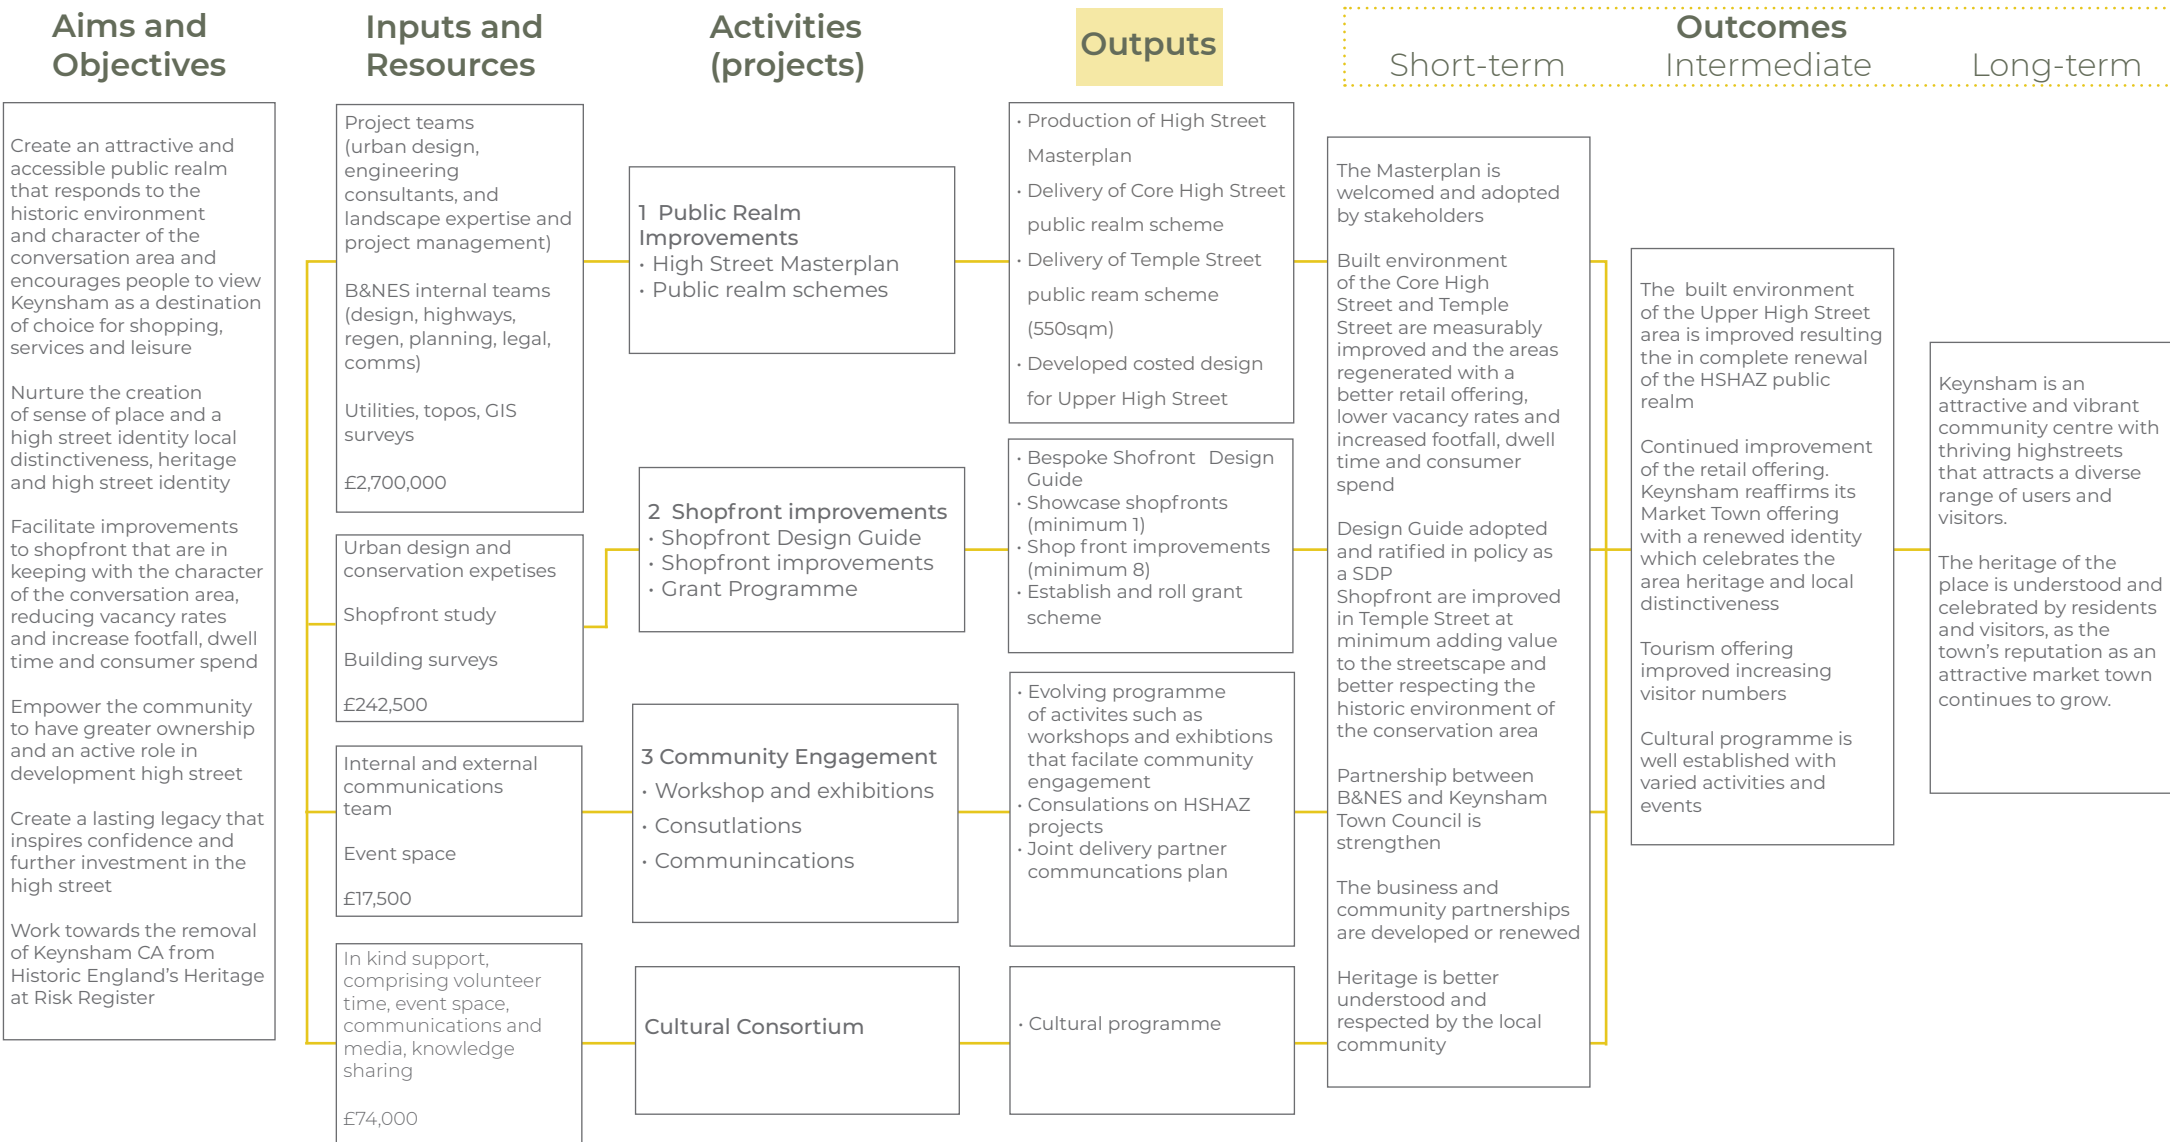 Aims and
Objectives
Inputs and
Resources
Activities
(projects)
Outputs
Outcomes
Short-term
Intermediate
Long-term
Create an attractive and
accessible public realm
that responds to the
historic environment
and character of the
conversation area and
encourages people to view
Keynsham as a destination
of choice for shopping,
services and leisure
Nurture the creation
of sense of place and a
high street identity local
distinctiveness, heritage
and high street identity
Facilitate improvements
to shopfront that are in
keeping with the character
of the conversation area,
reducing vacancy rates
and increase footfall, dwell
time and consumer spend
Empower the community
to have greater ownership
and an active role in
development high street
Create a lasting legacy that
inspires confidence and
further investment in the
high street
Work towards the removal
of Keynsham CA from
Historic England's Heritage
at Risk Register
Project teams
(urban design,
engineering
consultants, and
landscape expertise and
project management)
B&NES internal teams
(design, highways,
regen, planning, legal,
comms)
Utilities, topos, GIS
surveys
£2,700,000
Urban design and
conservation expetises
Shopfront study
Building surveys
£242,500
Internal and external
communications
team
Event space
£17,500
In kind support,
comprising volunteer
time, event space,
communications and
media, knowledge
sharing
£74,000
1 Public Realm
Improvements
· High Street Masterplan
· Public realm schemes
2 Shopfront improvements
· Shopfront Design Guide
· Shopfront improvements
· Grant Programme
3 Community Engagement
· Workshop and exhibitions
· Consutlations
· Communincations
Cultural Consortium
· Production of High Street
Masterplan
· Delivery of Core High Street
public realm scheme
· Delivery of Temple Street
public ream scheme
(550sqm)
· Developed costed design
for Upper High Street
· Bespoke Shofront Design
Guide
· Showcase shopfronts
(minimum 1)
· Shop front improvements
(minimum 8)
· Establish and roll grant
scheme
· Evolving programme
of activites such as
workshops and exhibtions
that facilate community
engagement
· Consulations on HSHAZ
projects
· Joint delivery partner
communcations plan
· Cultural programme
The Masterplan is
welcomed and adopted
by stakeholders
Built environment
of the Core High
Street and Temple
Street are measurably
improved and the areas
regenerated with a
better retail offering,
lower vacancy rates and
increased footfall, dwell
time and consumer
spend
Design Guide adopted
and ratified in policy as
a SDP
Shopfront are improved
in Temple Street at
minimum adding value
to the streetscape and
better respecting the
historic environment of
the conservation area
Partnership between
B&NES and Keynsham
Town Council is
strengthen
The business and
community partnerships
are developed or renewed
Heritage is better
understood and
respected by the local
community
The built environment
of the Upper High Street
area is improved resulting
the in complete renewal
of the HSHAZ public
realm
Continued improvement
of the retail offering.
Keynsham reaffirms its
Market Town offering
with a renewed identity
which celebrates the
area heritage and local
distinctiveness
Tourism offering
improved increasing
visitor numbers
Cultural programme is
well established with
varied activities and
events
Keynsham is an
attractive and vibrant
community centre with
thriving highstreets
that attracts a diverse
range of users and
visitors.
The heritage of the
place is understood and
celebrated by residents
and visitors, as the
town's reputation as an
attractive market town
continues to grow.